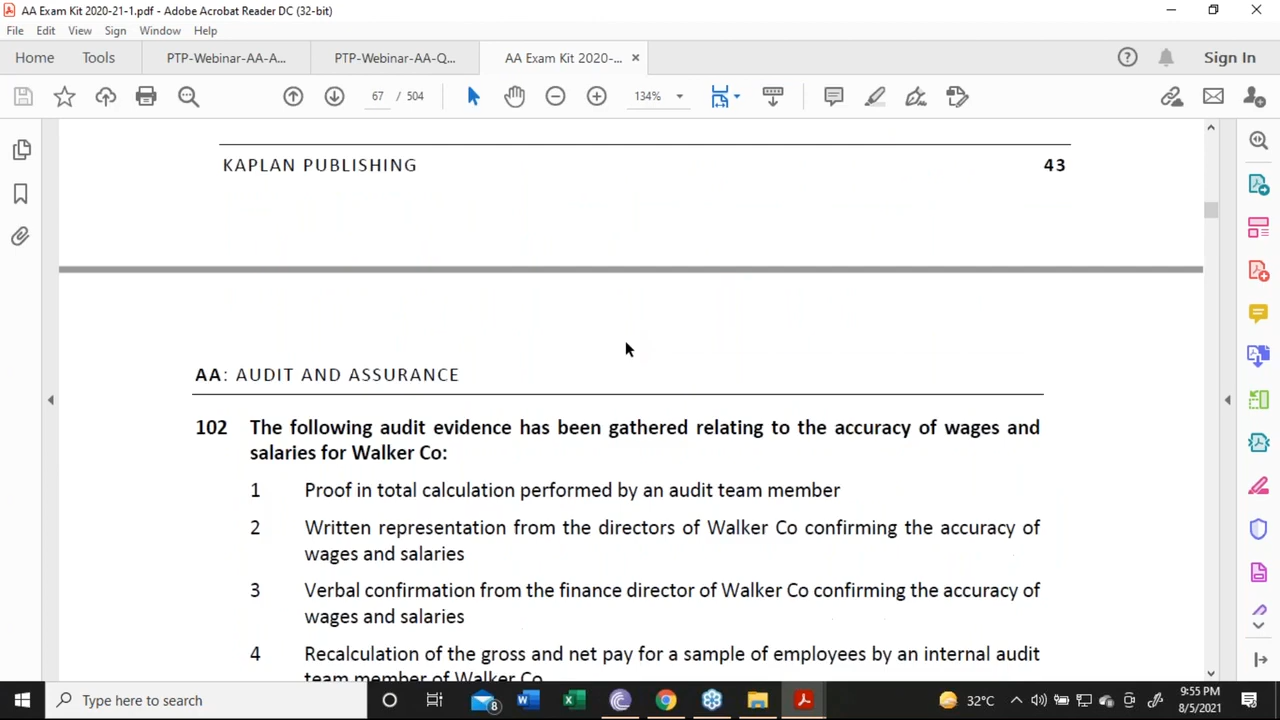 AA Exam Kit 2020-21-1.pdf - Adobe Acrobat Reader DC (32-bit)
File Edit View Sign Window Help
Home Tools PTP-Webinar-AA-A... PTP-Webinar-AA-Q... AA Exam Kit 2020-... Sign In
67 / 504 134%
KAPLAN PUBLISHING 43
AA: AUDIT AND ASSURANCE
102 The following audit evidence has been gathered relating to the accuracy of wages and
salaries for Walker Co:
1 Proof in total calculation performed by an audit team member
2 Written representation from the directors of Walker Co confirming the accuracy of
wages and salaries
3 Verbal confirmation from the finance director of Walker Co confirming the accuracy of
wages and salaries
4 Recalculation of the gross and net pay for a sample of employees by an internal audit
team member of Walker Co
Type here to search 8 32°C 9:55 PM
8/5/2021